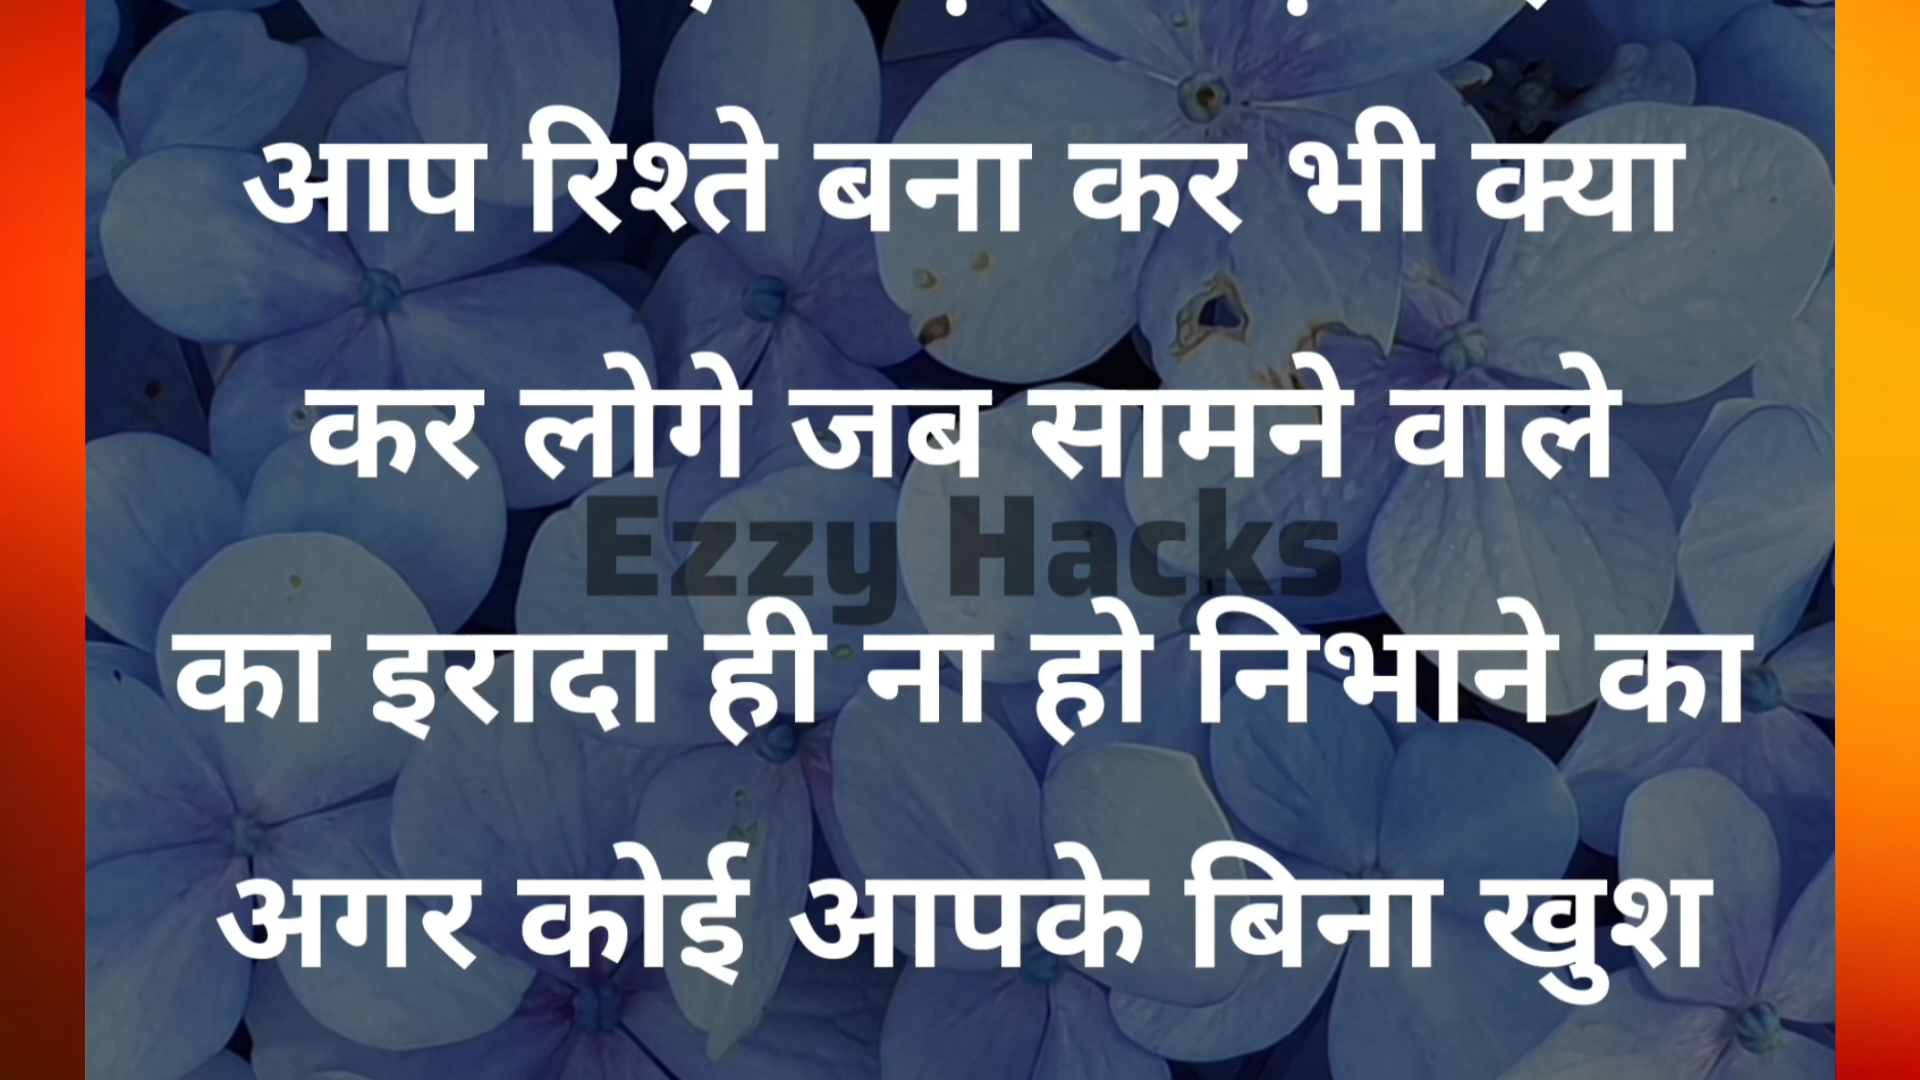 आप रिश्ते बना कर भी क्या
कर लोगे जब सामने वाले
Ezzy Hacks
का इरादा ही ना हो निभाने का
अगर कोई आपके बिना खुश